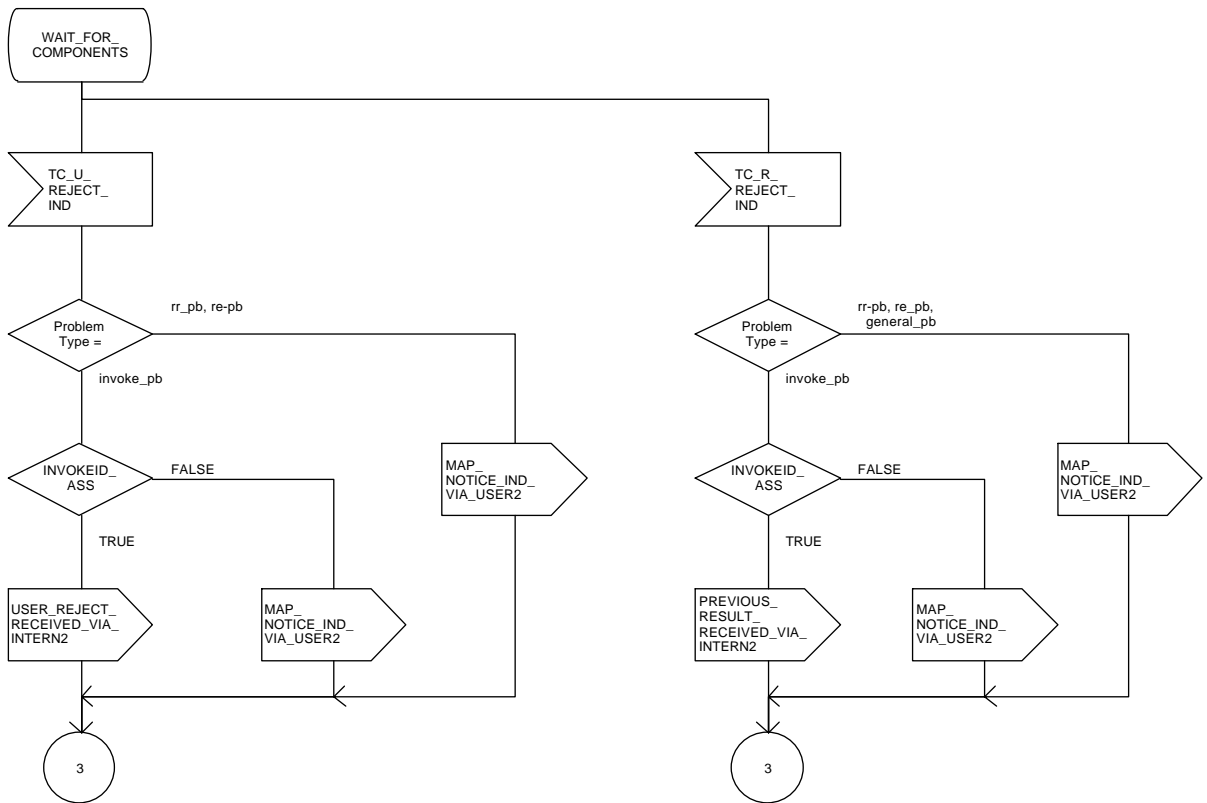 WAIT_FOR_
COMPONENTS
TC_U_
REJECT_
IND
TC_R_
REJECT_
IND
Problem
Type =
rr_pb, re-pb
invoke_pb
Problem
Type =
rr-pb, re_pb,
general_pb
invoke_pb
INVOKEID_
ASS
FALSE
TRUE
MAP_
NOTICE_IND_
VIA_USER2
INVOKEID_
ASS
FALSE
TRUE
MAP_
NOTICE_IND_
VIA_USER2
USER_REJECT_
RECEIVED_VIA_
INTERN2
MAP_
NOTICE_IND_
VIA_USER2
PREVIOUS_
RESULT_
RECEIVED_VIA_
INTERN2
MAP_
NOTICE_IND_
VIA_USER2
3
3